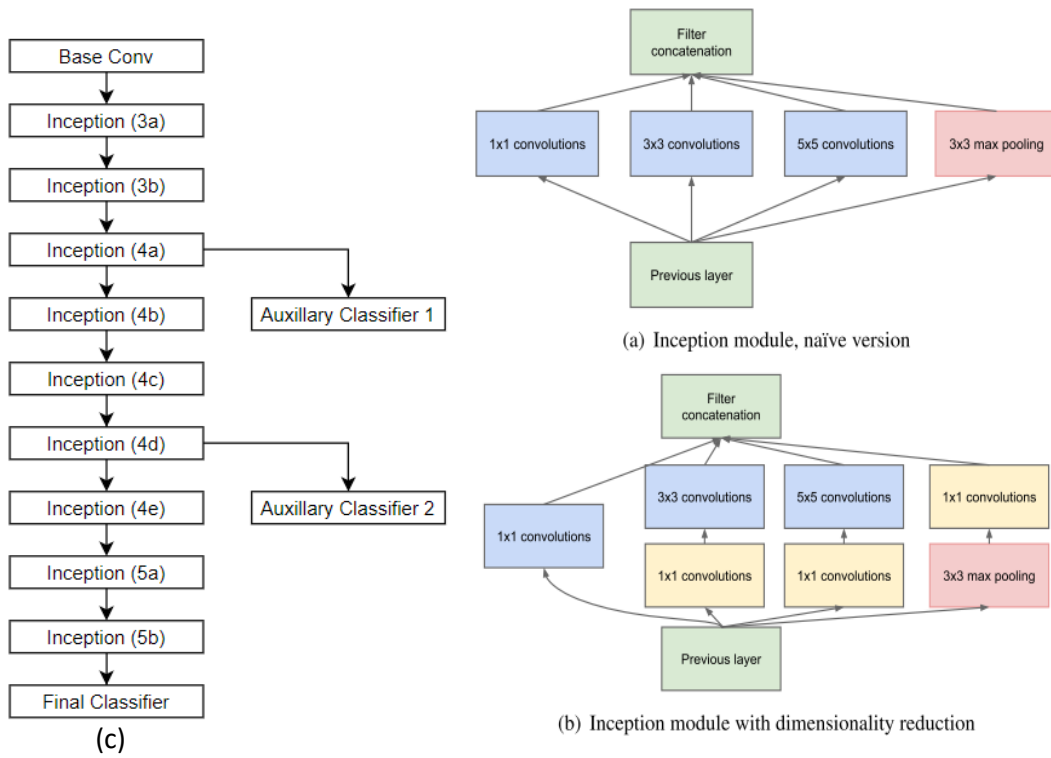 Base Conv
Inception (3a)
Inception (3b)
Inception (4a)
Auxillary Classifier 1
Inception (4b)
Inception (4c)
Inception (4d)
Auxillary Classifier 2
Inception (4e)
Inception (5a)
Inception (5b)
Final Classifier
(c)
Filter
concatenation
1x1 convolutions
3x3 convolutions
5x5 convolutions
3x3 max pooling
Previous layer
(a) Inception module, naïve version
Filter
concatenation
3x3 convolutions
5x5 convolutions
1x1 convolutions
1x1 convolutions
1x1 convolutions
1x1 convolutions
3x3 max pooling
Previous layer
(b) Inception module with dimensionality reduction